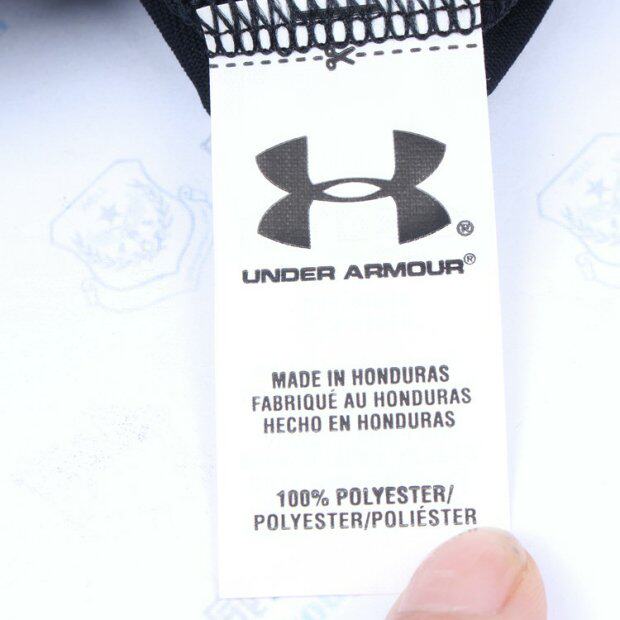 ®
UNDER ARMOUR®
MADE IN HONDURAS
FABRIQUÉ AU HONDURAS
HECHO EN HONDURAS
100% POLYESTER/
POLYESTER/POLIÉSTER